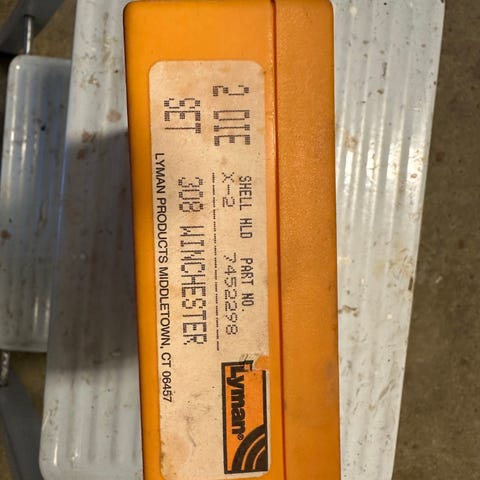 2 DIE
SET
SHELL HLD PART NO.
X-2 7452298
308 WINCHESTER
Lyman®
LYMAN PRODUCTS MIDDLETOWN, CT 06457